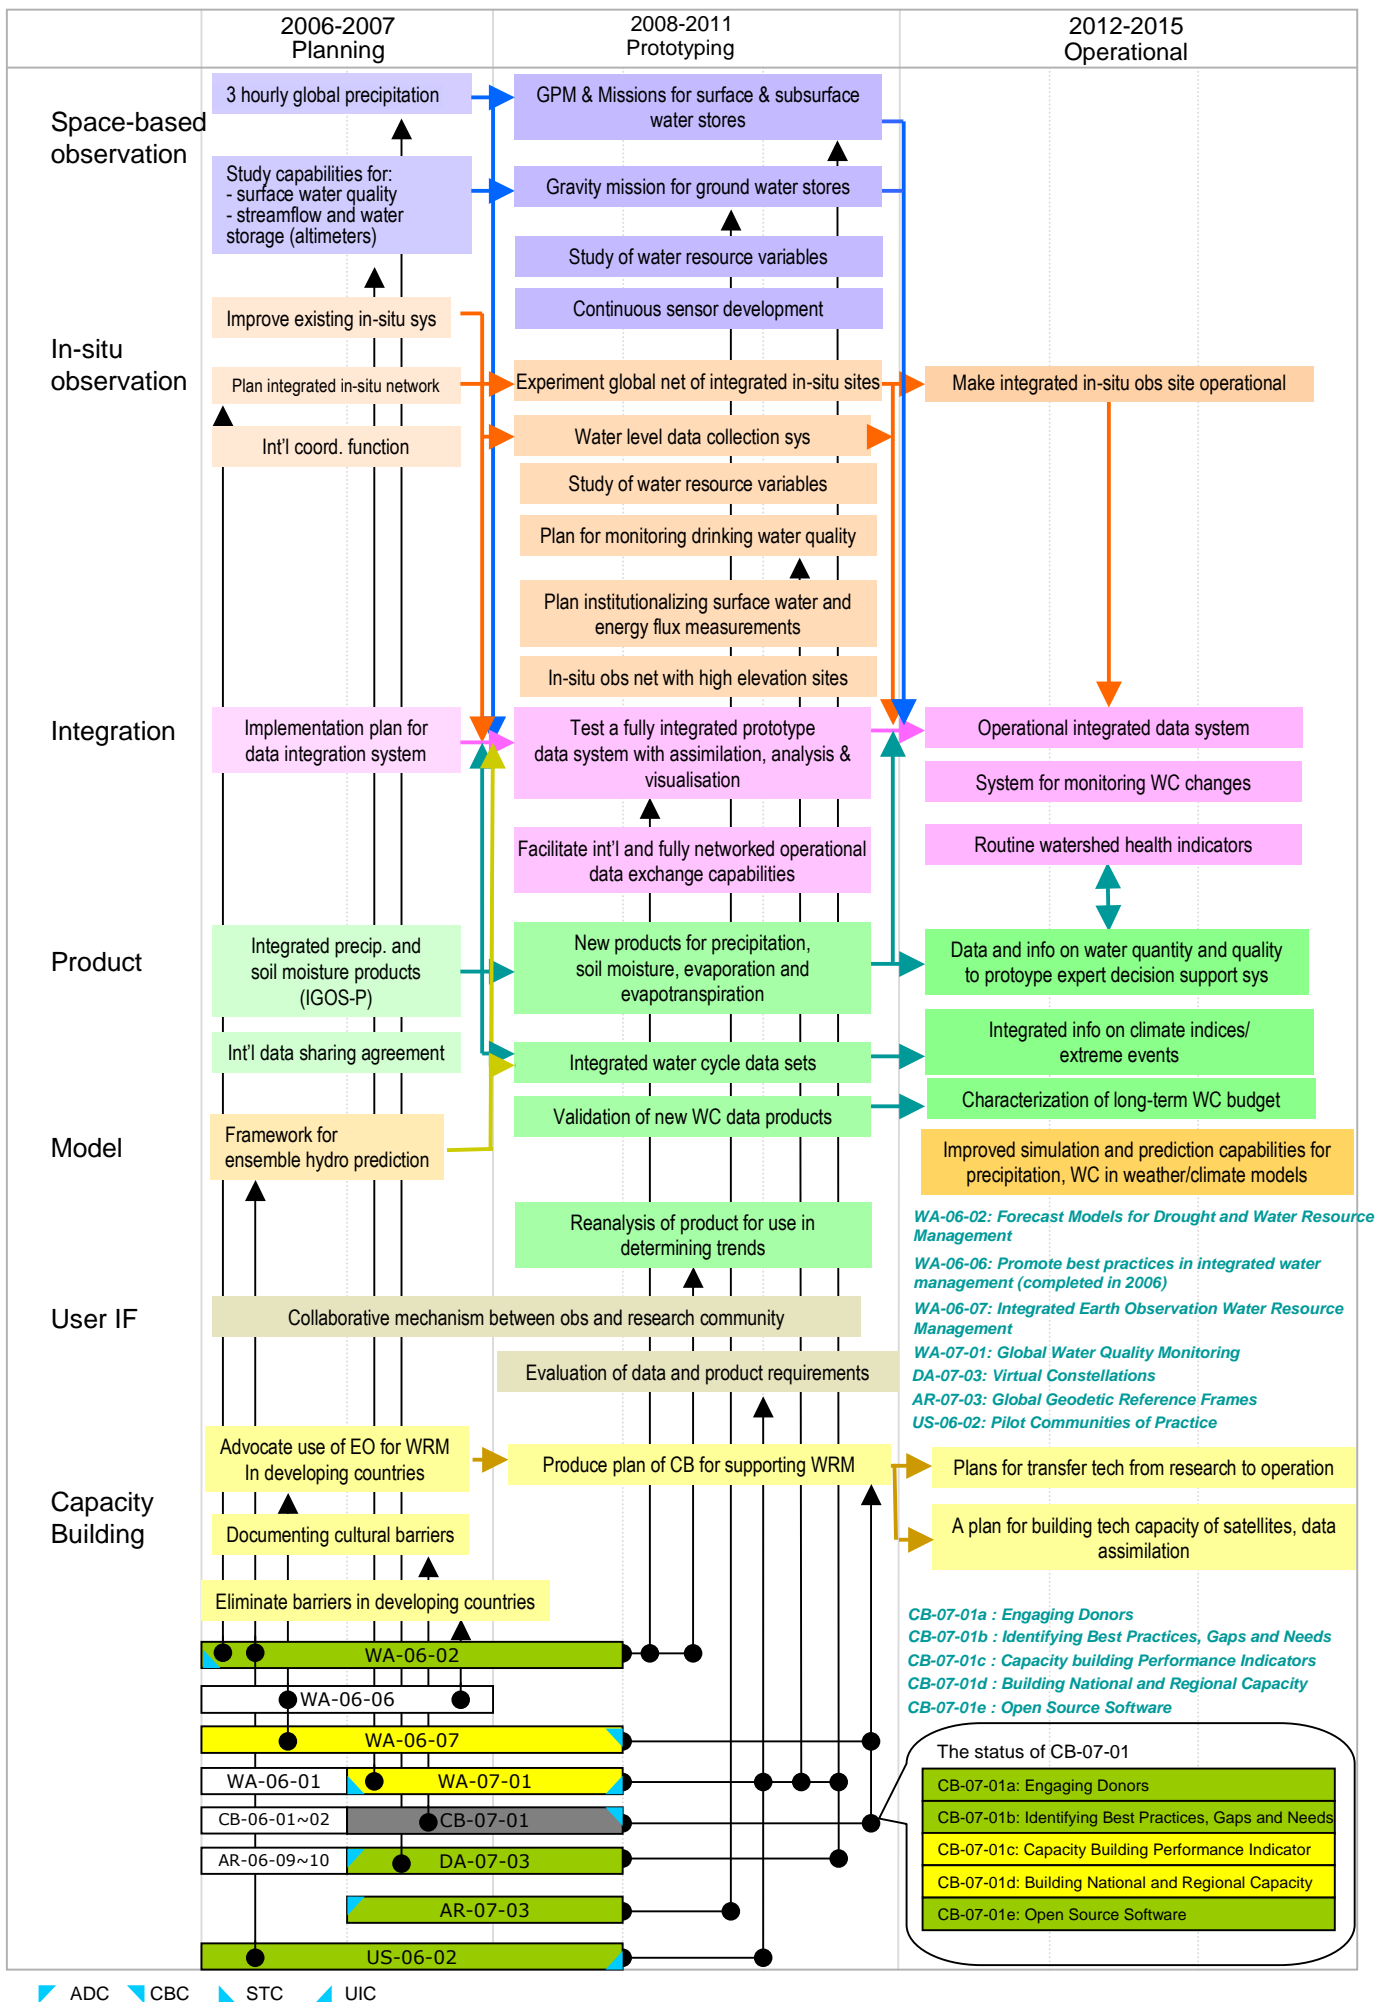 2006-2007
Planning
2008-2011
Prototyping
2012-2015
Operational
Space-based
observation
3 hourly global precipitation
GPM & Missions for surface & subsurface
water stores
Study capabilities for:
- surface water quality
- streamflow and water
storage (altimeters)
Gravity mission for ground water stores
Study of water resource variables
Continuous sensor development
In-situ
observation
Improve existing in-situ sys
Plan integrated in-situ network
Experiment global net of integrated in-situ sites
Make integrated in-situ obs site operational
Int'l coord. function
Water level data collection sys
Study of water resource variables
Plan for monitoring drinking water quality
Plan institutionalizing surface water and
energy flux measurements
In-situ obs net with high elevation sites
Integration
Implementation plan for
data integration system
Test a fully integrated prototype
data system with assimilation, analysis &
visualisation
Operational integrated data system
System for monitoring WC changes
Facilitate int'l and fully networked operational
data exchange capabilities
Routine watershed health indicators
Product
Integrated precip. and
soil moisture products
(IGOS-P)
New products for precipitation,
soil moisture, evaporation and
evapotranspiration
Data and info on water quantity and quality
to protoype expert decision support sys
Int'l data sharing agreement
Integrated water cycle data sets
Integrated info on climate indices/
extreme events
Validation of new WC data products
Characterization of long-term WC budget
Model
Framework for
ensemble hydro prediction
Improved simulation and prediction capabilities for
precipitation, WC in weather/climate models
Reanalysis of product for use in
determining trends
WA-06-02: Forecast Models for Drought and Water Resource
Management
WA-06-06: Promote best practices in integrated water
management (completed in 2006)
WA-06-07: Integrated Earth Observation Water Resource
Management
WA-07-01: Global Water Quality Monitoring
DA-07-03: Virtual Constellations
AR-07-03: Global Geodetic Reference Frames
US-06-02: Pilot Communities of Practice
User IF
Collaborative mechanism between obs and research community
Evaluation of data and product requirements
Capacity
Building
Advocate use of EO for WRM
In developing countries
Produce plan of CB for supporting WRM
Plans for transfer tech from research to operation
Documenting cultural barriers
A plan for building tech capacity of satellites, data
assimilation
Eliminate barriers in developing countries
CB-07-01a : Engaging Donors
CB-07-01b : Identifying Best Practices, Gaps and Needs
CB-07-01c : Capacity building Performance Indicators
CB-07-01d : Building National and Regional Capacity
CB-07-01e : Open Source Software
WA-06-02
WA-06-06
WA-06-07
WA-06-01
WA-07-01
CB-06-01~02
CB-07-01
AR-06-09~10
DA-07-03
AR-07-03
US-06-02
The status of CB-07-01
CB-07-01a: Engaging Donors
CB-07-01b: Identifying Best Practices, Gaps and Needs
CB-07-01c: Capacity Building Performance Indicator
CB-07-01d: Building National and Regional Capacity
CB-07-01e: Open Source Software
ADC
CBC
STC
UIC